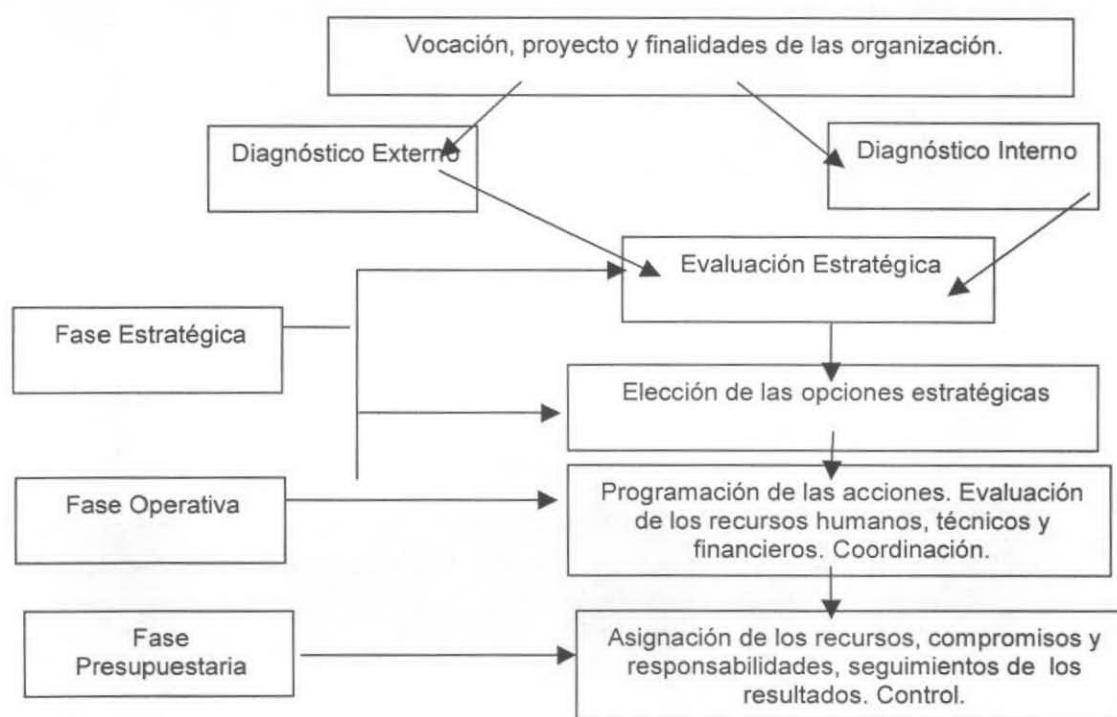 Vocación, proyecto y finalidades de las organización.
Diagnóstico Externo
Diagnóstico Interno
Evaluación Estratégica
Fase Estratégica
Elección de las opciones estratégicas
Fase Operativa
Programación de las acciones. Evaluación
de los recursos humanos, técnicos y
financieros. Coordinación.
Fase
Presupuestaria
Asignación de los recursos, compromisos y
responsabilidades, seguimientos de los
resultados. Control.